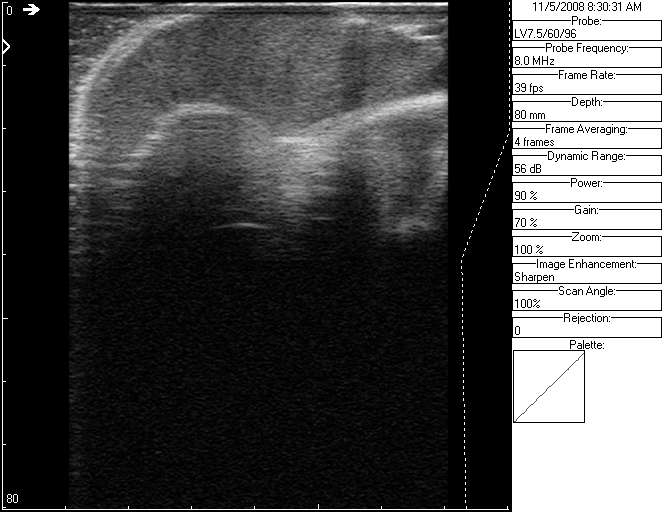 0
80
11/5/2008 8:30:31 AM
Probe:
LV7.5/60/96
Probe Frequency:
8.0 MHz
Frame Rate:
39 fps
Depth:
80 mm
Frame Averaging:
4 frames
Dynamic Range:
56 dB
Power:
90 %
Gain:
70 %
Zoom:
100 %
Image Enhancement:
Sharpen
Scan Angle:
100%
Rejection:
0
Palette: